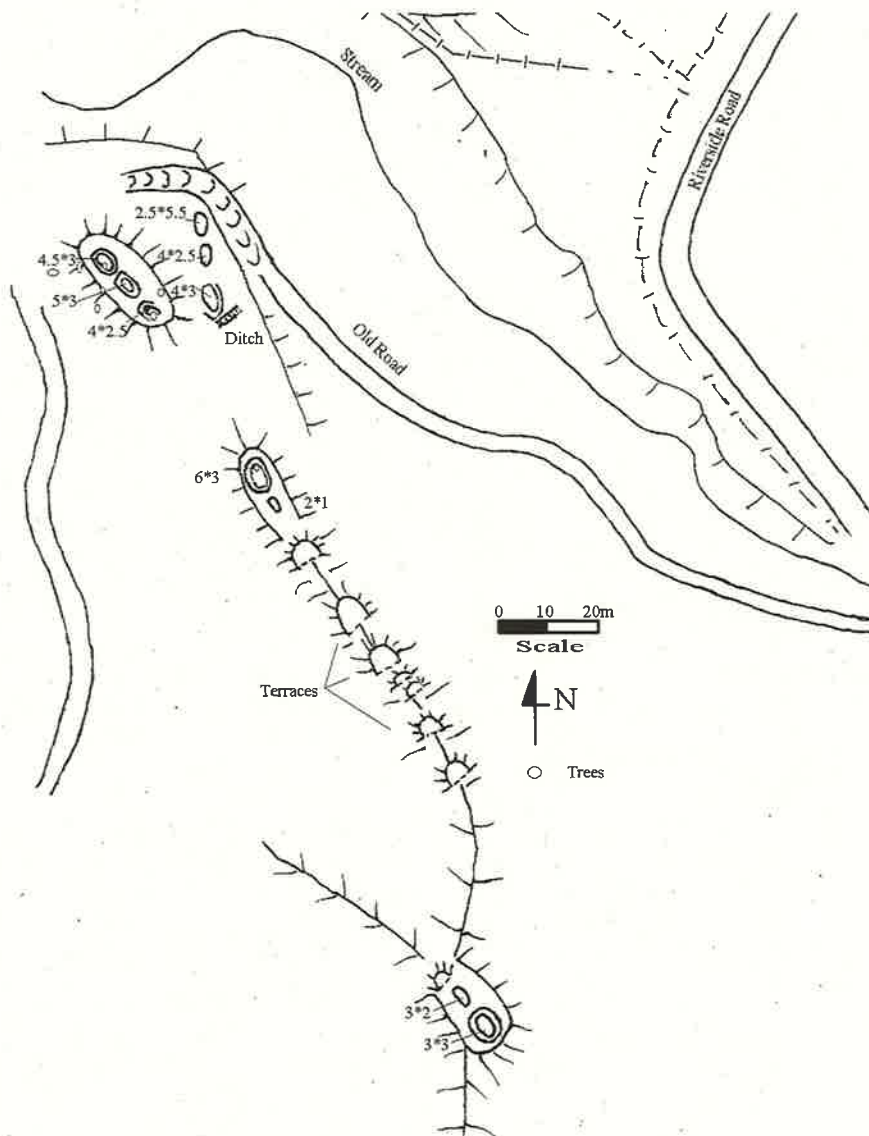 Stream
Riverside Road
2.5*5.5
4.5*3
4*2.5
5*3
4*3
4*2.5
Ditch
Old Road
6*3
2*1
0 10 20m
Scale
Terraces
N
Trees
3*2
3*3